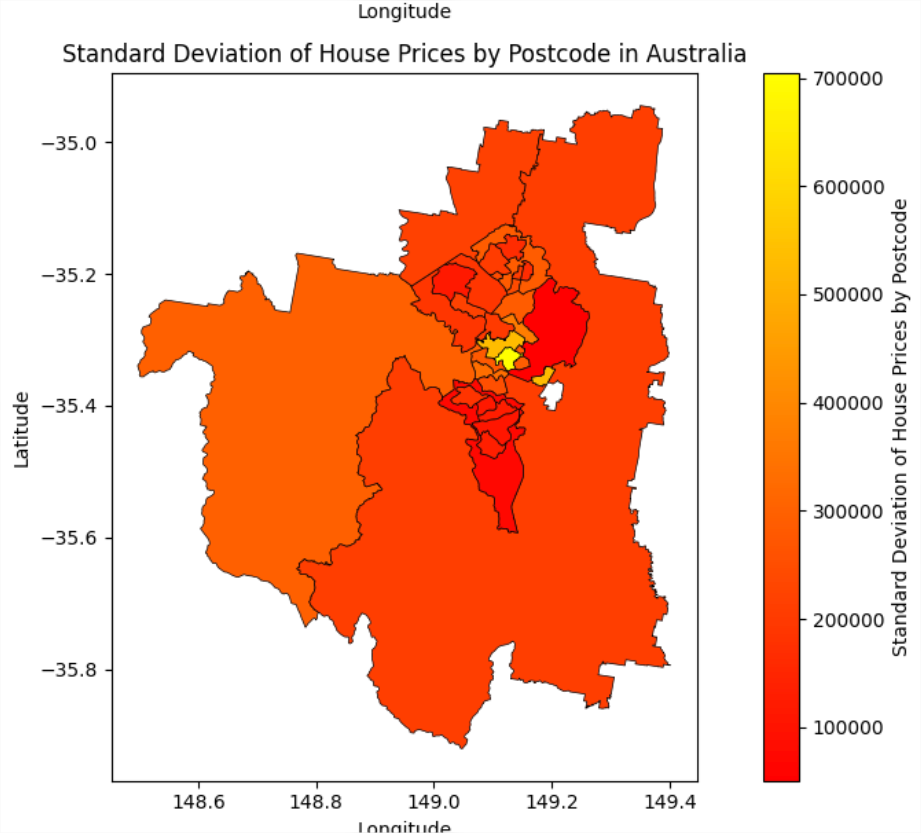 Longitude
Standard Deviation of House Prices by Postcode in Australia
−35.0
−35.2
−35.4
−35.6
−35.8
Latitude
148.6 148.8 149.0 149.2 149.4
Longitude
700000
600000
500000
400000
300000
200000
100000
Standard Deviation of House Prices by Postcode